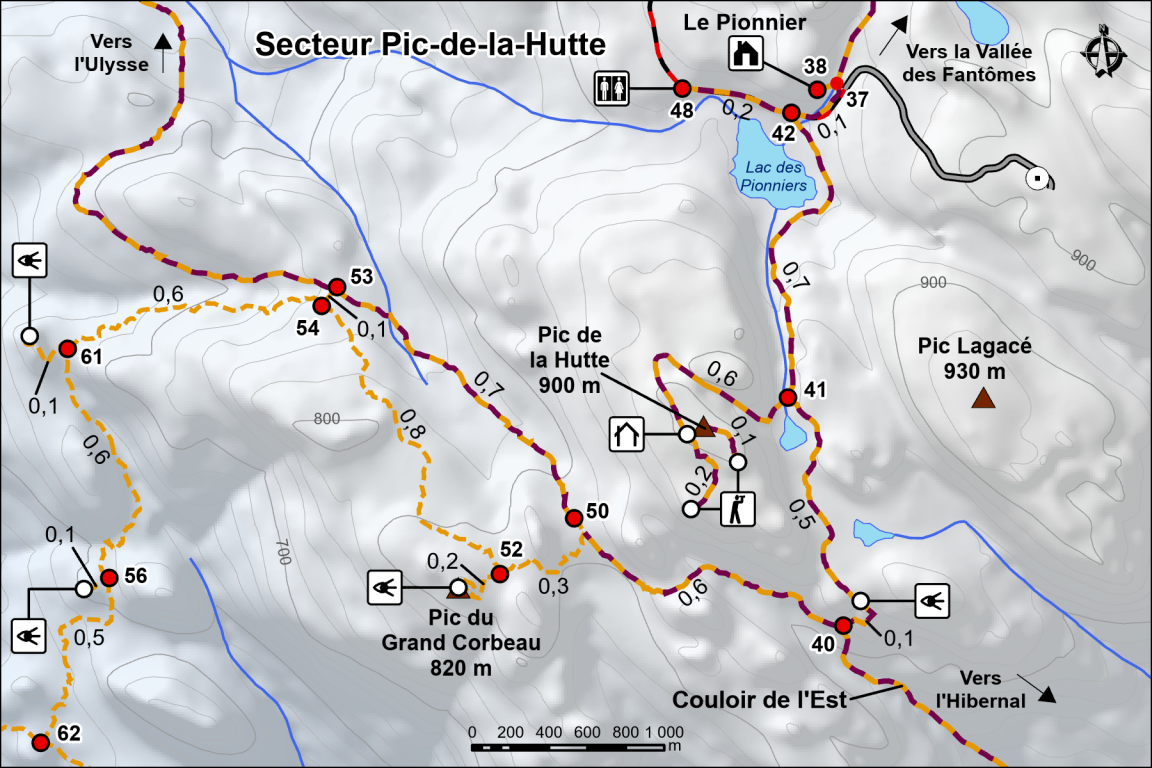 Secteur Pic-de-la-Hutte
Vers
l'Ulysse
Le Pionnier
Vers la Vallée
des Fantômes
38
37
48
0,2
42
0,1
Lac des
Pionniers
900
900
0,7
53
0,6
54
0,1
61
0,1
Pic de
la Hutte
900 m
0,6
Pic Lagacé
930 m
41
0,7
800
0,8
0,1
0,6
0,2
0,5
50
0,1
700
52
0,2
56
0,3
0,6
0,5
Pic du
Grand Corbeau
820 m
40
0,1
Vers
l'Hibernal
Couloir de l'Est
62
0 200 400 600 800 1 000
m